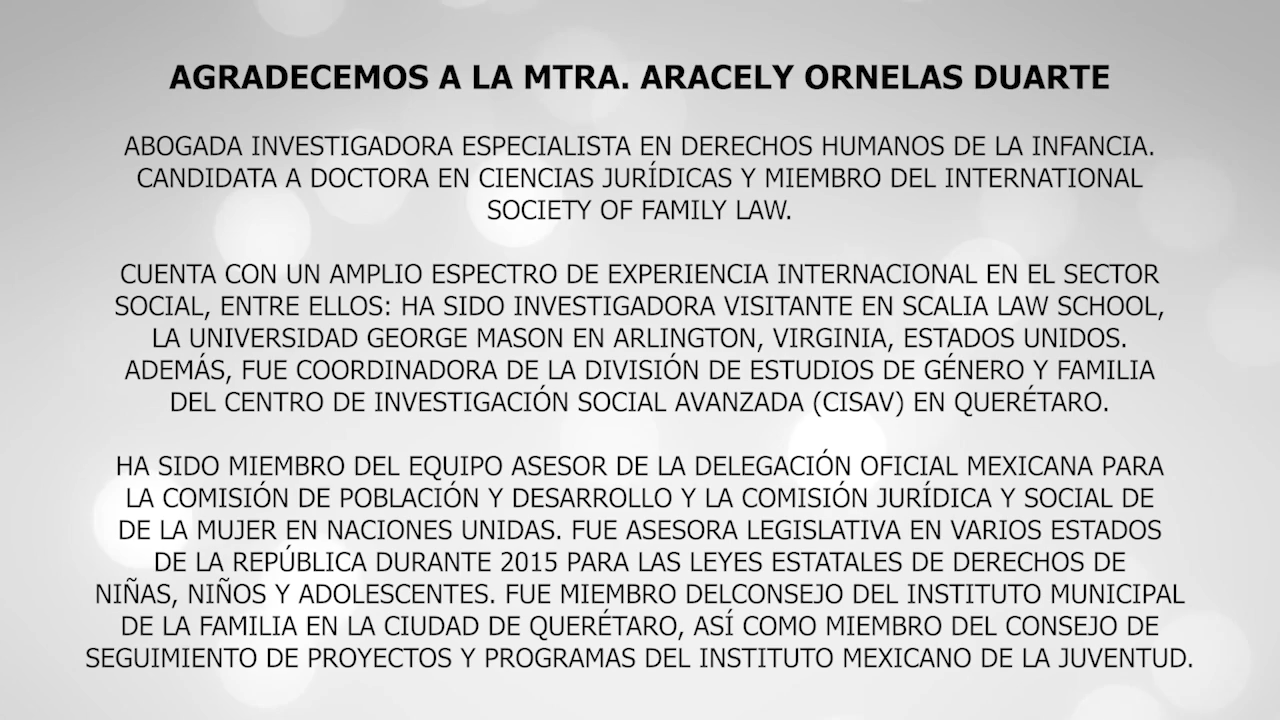 AGRADECEMOS A LA MTRA. ARACELY ORNELAS DUARTE
ABOGADA INVESTIGADORA ESPECIALISTA EN DERECHOS HUMANOS DE LA INFANCIA.
CANDIDATA A DOCTORA EN CIENCIAS JURÍDICAS Y MIEMBRO DEL INTERNATIONAL
SOCIETY OF FAMILY LAW.
CUENTA CON UN AMPLIO ESPECTRO DE EXPERIENCIA INTERNACIONAL EN EL SECTOR
SOCIAL, ENTRE ELLOS: HA SIDO INVESTIGADORA VISITANTE EN SCALIA LAW SCHOOL,
LA UNIVERSIDAD GEORGE MASON EN ARLINGTON, VIRGINIA, ESTADOS UNIDOS.
ADEMÁS, FUE COORDINADORA DE LA DIVISIÓN DE ESTUDIOS DE GÉNERO Y FAMILIA
DEL CENTRO DE INVESTIGACIÓN SOCIAL AVANZADA (CISAV) EN QUERÉTARO.
HA SIDO MIEMBRO DEL EQUIPO ASESOR DE LA DELEGACIÓN OFICIAL MEXICANA PARA
LA COMISIÓN DE POBLACIÓN Y DESARROLLO Y LA COMISIÓN JURÍDICA Y SOCIAL DE
DE LA MUJER EN NACIONES UNIDAS. FUE ASESORA LEGISLATIVA EN VARIOS ESTADOS
DE LA REPÚBLICA DURANTE 2015 PARA LAS LEYES ESTATALES DE DERECHOS DE
NIÑAS, NIÑOS Y ADOLESCENTES. FUE MIEMBRO DELCONSEJO DEL INSTITUTO MUNICIPAL
DE LA FAMILIA EN LA CIUDAD DE QUERÉTARO, ASÍ COMO MIEMBRO DEL CONSEJO DE
SEGUIMIENTO DE PROYECTOS Y PROGRAMAS DEL INSTITUTO MEXICANO DE LA JUVENTUD.